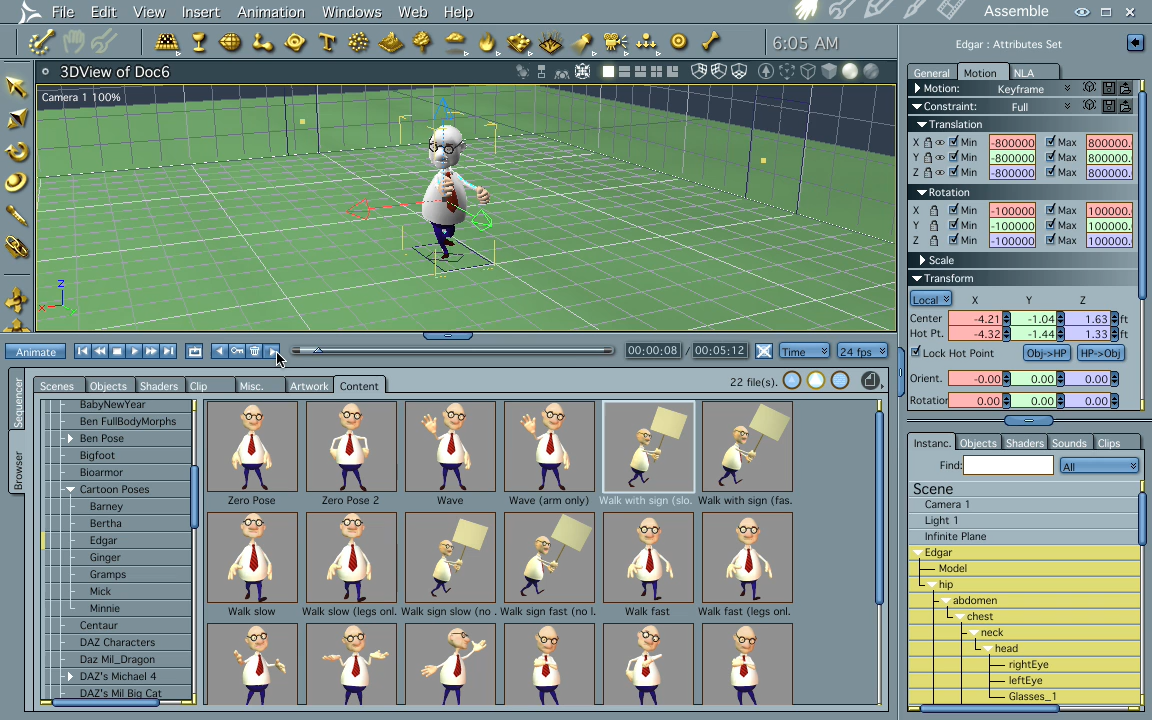 File Edit View Insert Animation Windows Web Help Assemble
6:05 AM
Edgar : Attributes Set
3DView of Doc6
General Motion NLA
Camera 1 100%
Motion: Keyframe
Constraint: Full
Translation
X Min -800000 Max 800000.
Y Min -800000 Max 800000.
Z Min -800000 Max 800000.
Rotation
X Min -100000 Max 100000.
Y Min -100000 Max 100000.
Z Min -100000 Max 100000.
Scale
Transform
Local X Y Z
Center -4.21 -1.04 1.63 ft
Hot Pt. -4.32 -1.44 1.33 ft
Lock Hot Point Obj->HP HP->Obj
Orient. -0.00 0.00 0.00
Rotation 0.00 0.00 0.00
Z
X
Animate 00:00:08 / 00:05:12 Time 24 fps
Sequencer
Browser
Scenes Objects Shaders Clip Misc. Artwork Content 22 file(s).
BabyNewYear
Ben FullBodyMorphs
Ben Pose
Bigfoot
Bioarmor
Cartoon Poses
Barney
Bertha
Edgar
Ginger
Gramps
Mick
Minnie
Centaur
DAZ Characters
Daz Mil_Dragon
DAZ's Michael 4
DAZ's Mil Big Cat
Zero Pose Zero Pose 2 Wave Wave (arm only) Walk with sign (slo. Walk with sign (fas.
Walk slow Walk slow (legs onl. Walk sign slow (no . Walk sign fast (no l. Walk fast Walk fast (legs onl.
Instanc. Objects Shaders Sounds Clips
Find: All
Scene
Camera 1
Light 1
Infinite Plane
Edgar
Model
hip
abdomen
chest
neck
head
rightEye
leftEye
Glasses_1